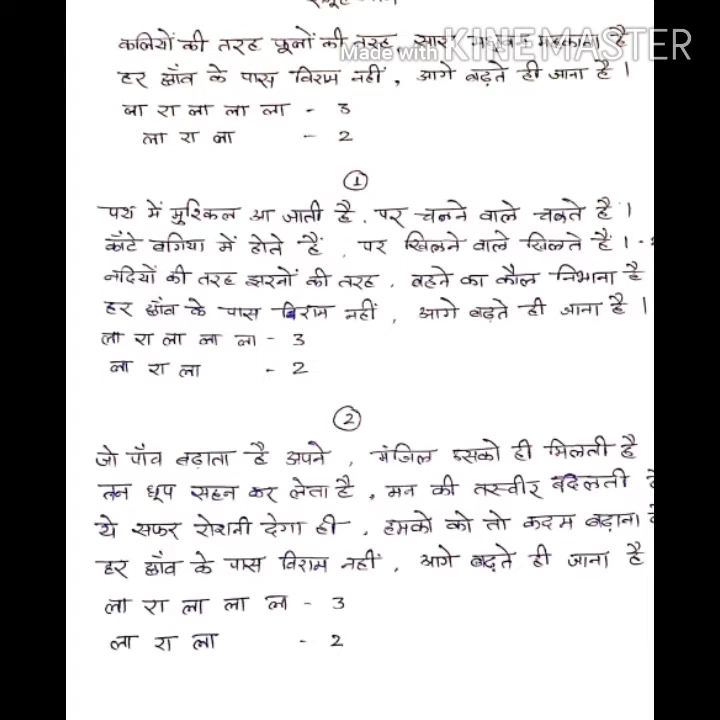 Made with KINEMASTER
कलियों की तरह फूलों की तरह, सारा महकाना है
हर छाँव के पास विराम नहीं, आगे बढ़ते ही जाना है।
ला रा ला ला ला - 3
ला रा ला - 2
①
पथ में मुश्किल आ जाती है, पर चलने वाले चलते है।
काँटे बगिया में होते हैं, पर खिलने वाले खिलते हैं।
नदियों की तरह झरनों की तरह, बहने का कौल निभाना है
हर छाँव के पास विराम नहीं, आगे बढ़ते ही जाना है।
ला रा ला ला ला - 3
ला रा ला - 2
②
जो पाँव बढ़ाता है अपने, मंजिल उसको ही मिलती है
तन धूप सहन कर लेता है, मन की तस्वीर बदलती
ये सफर रोशनी देगा ही, हमको को तो कदम बढ़ाना
हर छाँव के पास विराम नहीं, आगे बढ़ते ही जाना है
ला रा ला ला ला - 3
ला रा ला - 2